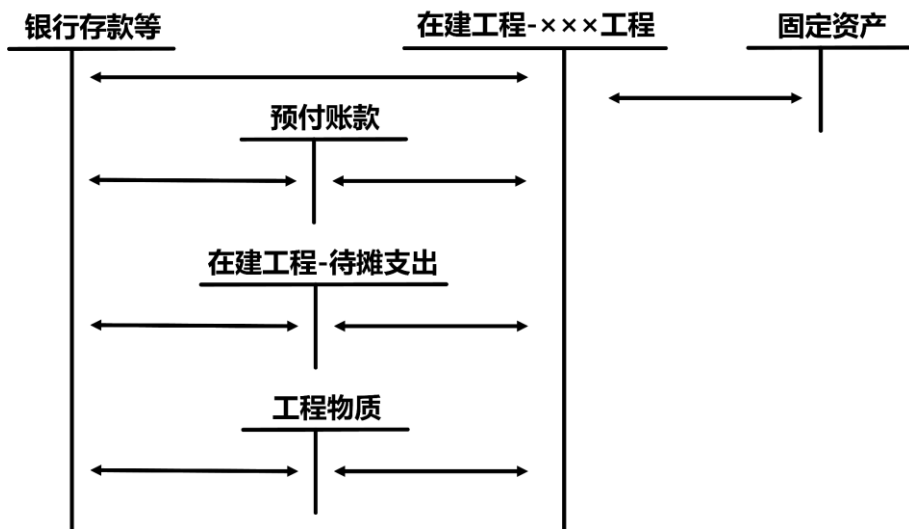 银行存款等
在建工程-×××工程
固定资产
预付账款
在建工程-待摊支出
工程物质